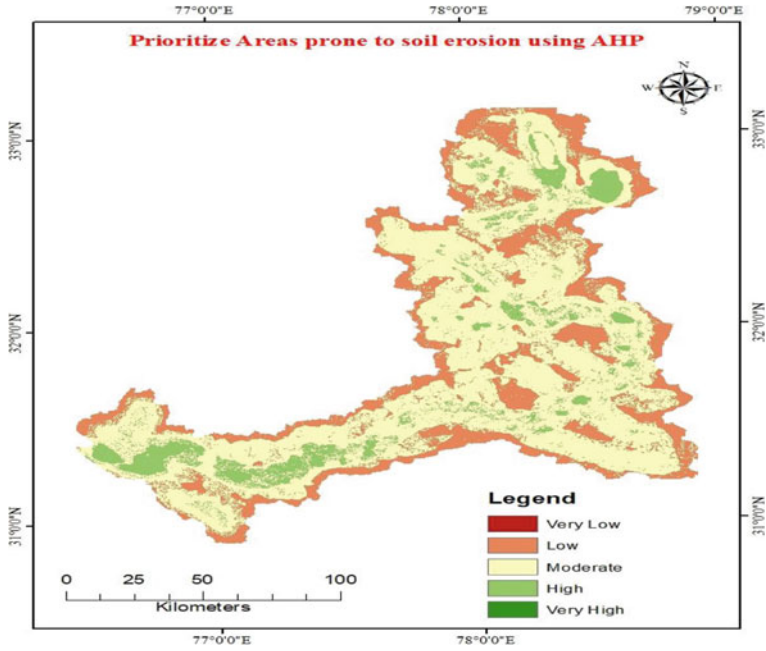 77°0'0"E 78°0'0"E 79°0'0"E
Prioritize Areas prone to soil erosion using AHP
N
W E
S
33°0'0"N 33°0'0"N
32°0'0"N 32°0'0"N
31°0'0"N 31°0'0"N
Legend
Very Low
Low
Moderate
High
Very High
0 25 50 100
Kilometers
77°0'0"E 78°0'0"E